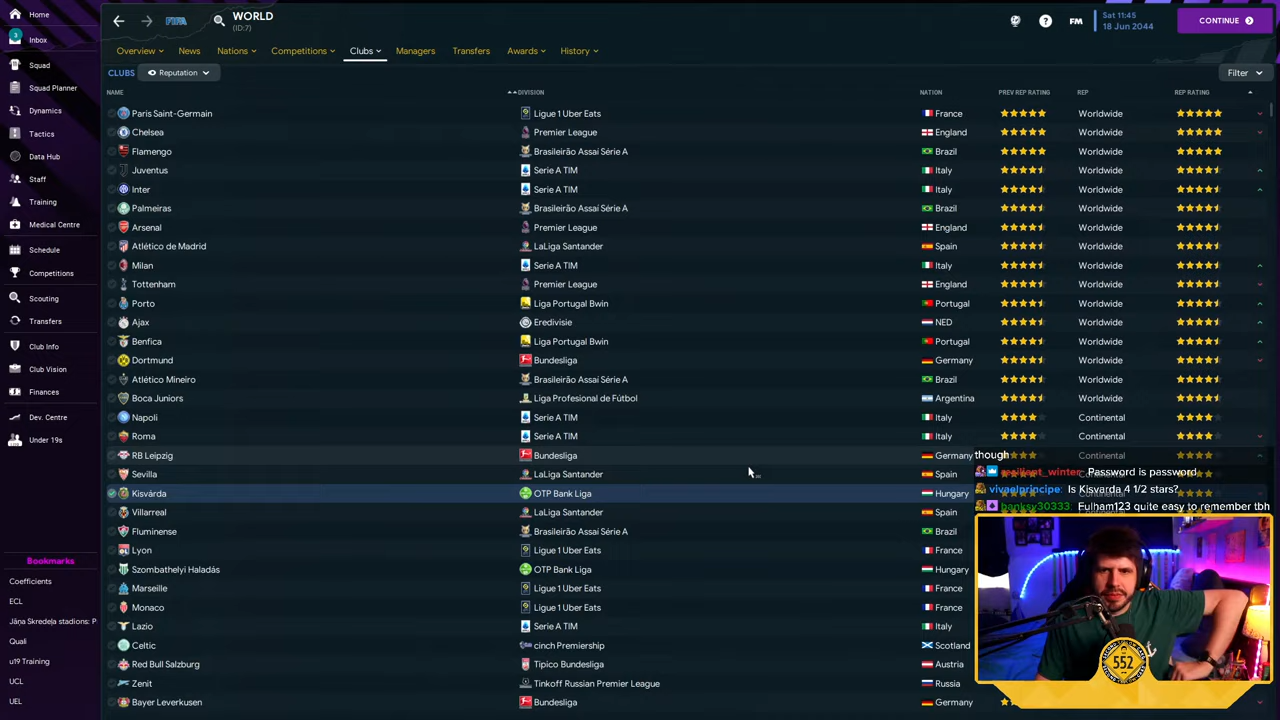 Home
FIFA
WORLD
(ID:7)
FM
Sat 11:45
18 Jun 2044
CONTINUE
3
Inbox
Overview
News
Nations
Competitions
Clubs
Managers
Transfers
Awards
History
Squad
CLUBS
Reputation
Filter
Squad Planner
NAME
DIVISION
NATION
PREV REP RATING
REP
REP RATING
Dynamics
Tactics
Data Hub
Staff
Training
Medical Centre
Schedule
Competitions
Scouting
Transfers
Club Info
Club Vision
Finances
Dev. Centre
Under 19s
Bookmarks
Coefficients
ECL
Jāņa Skredeļa stadions: P
Quali
u19 Training
UCL
UEL
Paris Saint-Germain Ligue 1 Uber Eats France Worldwide
Chelsea Premier League England Worldwide
Flamengo Brasileirão Assaí Série A Brazil Worldwide
Juventus Serie A TIM Italy Worldwide
Inter Serie A TIM Italy Worldwide
Palmeiras Brasileirão Assaí Série A Brazil Worldwide
Arsenal Premier League England Worldwide
Atlético de Madrid LaLiga Santander Spain Worldwide
Milan Serie A TIM Italy Worldwide
Tottenham Premier League England Worldwide
Porto Liga Portugal Bwin Portugal Worldwide
Ajax Eredivisie NED Worldwide
Benfica Liga Portugal Bwin Portugal Worldwide
Dortmund Bundesliga Germany Worldwide
Atlético Mineiro Brasileirão Assaí Série A Brazil Worldwide
Boca Juniors Liga Profesional de Fútbol Argentina Worldwide
Napoli Serie A TIM Italy Continental
Roma Serie A TIM Italy Continental
RB Leipzig Bundesliga Germany Continental
Sevilla LaLiga Santander Spain
Kisvárda OTP Bank Liga Hungary
Villarreal LaLiga Santander Spain
Fluminense Brasileirão Assaí Série A Brazil
Lyon Ligue 1 Uber Eats France
Szombathelyi Haladás OTP Bank Liga Hungary
Marseille Ligue 1 Uber Eats France
Monaco Ligue 1 Uber Eats France
Lazio Serie A TIM Italy
Celtic cinch Premiership Scotland
Red Bull Salzburg Tipico Bundesliga Austria
Zenit Tinkoff Russian Premier League Russia
Bayer Leverkusen Bundesliga Germany
though
resilient_winter: Password is password
vivaelprincipe: Is Kisvarda 4 1/2 stars?
banksy30333: Fulham123 quite easy to remember tbh
552